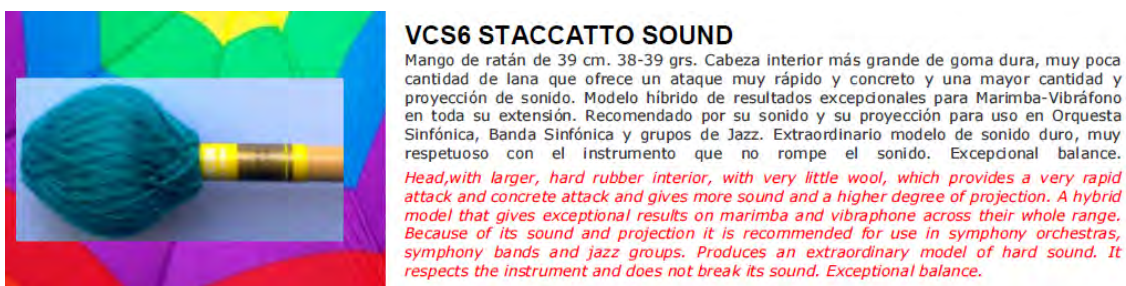 VCS6 STACCATTO SOUND
Mango de ratán de 39 cm. 38-39 grs. Cabeza interior más grande de goma dura, muy poca
cantidad de lana que ofrece un ataque muy rápido y concreto y una mayor cantidad y
proyección de sonido. Modelo híbrido de resultados excepcionales para Marimba-Vibráfono
en toda su extensión. Recomendado por su sonido y su proyección para uso en Orquesta
Sinfónica, Banda Sinfónica y grupos de Jazz. Extraordinario modelo de sonido duro, muy
respetuoso con el instrumento que no rompe el sonido. Excepcional balance.
Head,with larger, hard rubber interior, with very little wool, which provides a very rapid
attack and concrete attack and gives more sound and a higher degree of projection. A hybrid
model that gives exceptional results on marimba and vibraphone across their whole range.
Because of its sound and projection it is recommended for use in symphony orchestras,
symphony bands and jazz groups. Produces an extraordinary model of hard sound. It
respects the instrument and does not break its sound. Exceptional balance.